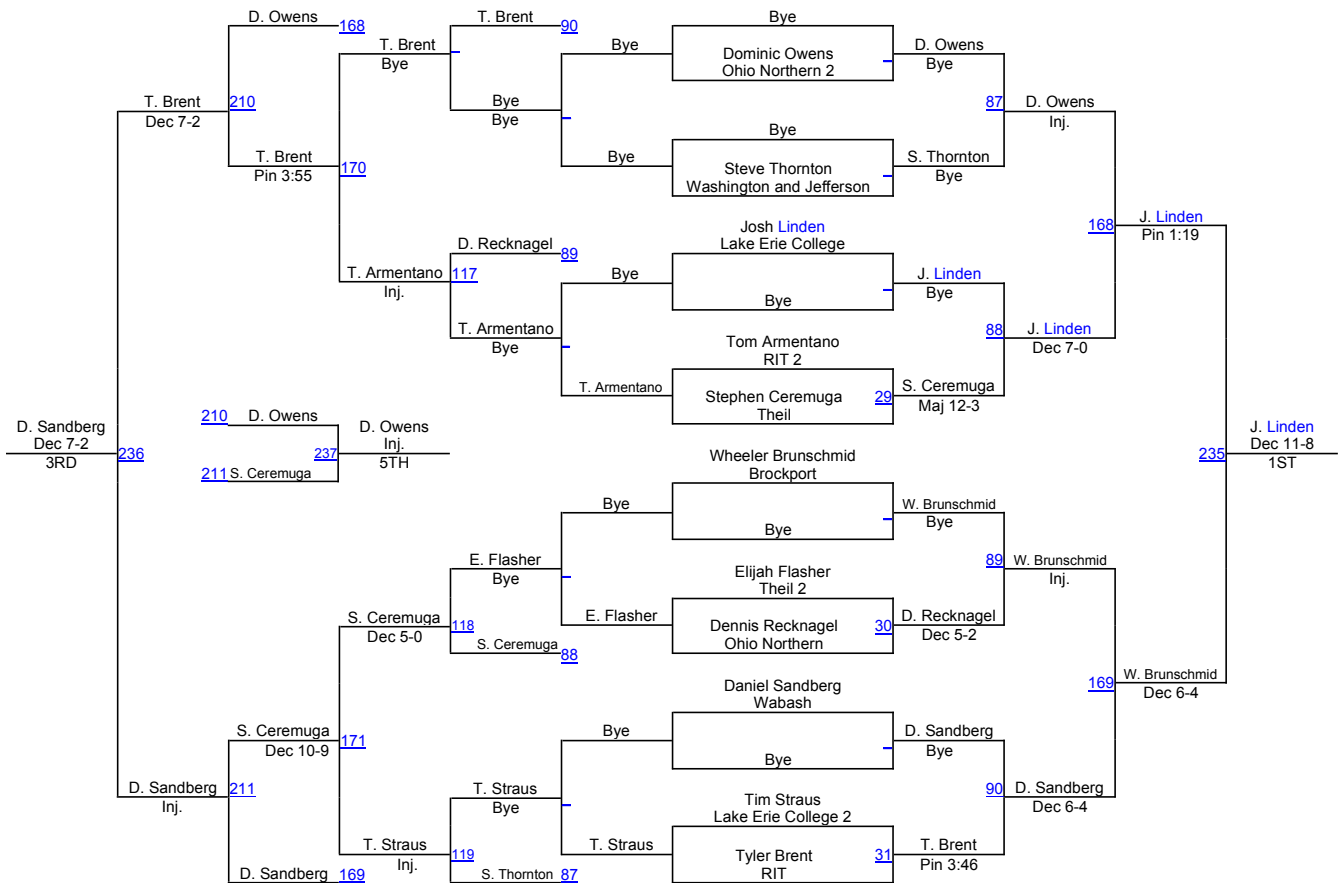 D. Owens
168
T. Brent
90
Bye
T. Brent
Bye
Bye
Dominic Owens
Ohio Northern 2
D. Owens
Bye
T. Brent
Dec 7-2
210
Bye
Bye
87
D. Owens
Inj.
Bye
T. Brent
Pin 3:55
170
Bye
Steve Thornton
Washington and Jefferson
S. Thornton
Bye
Josh Linden
Lake Erie College
168
J. Linden
Pin 1:19
D. Recknagel
89
T. Armentano
Inj.
117
Bye
Bye
J. Linden
Bye
T. Armentano
Bye
Tom Armentano
RIT 2
88
J. Linden
Dec 7-0
T. Armentano
Stephen Ceremuga
Theil
29
S. Ceremuga
Maj 12-3
D. Sandberg
Dec 7-2
3RD
236
210
D. Owens
211
S. Ceremuga
237
D. Owens
Inj.
5TH
235
J. Linden
Dec 11-8
1ST
Wheeler Brunschmid
Brockport
Bye
Bye
W. Brunschmid
Bye
E. Flasher
Bye
Elijah Flasher
Theil 2
89
W. Brunschmid
Inj.
S. Ceremuga
Dec 5-0
118
E. Flasher
Dennis Recknagel
Ohio Northern
30
D. Recknagel
Dec 5-2
S. Ceremuga
88
Daniel Sandberg
Wabash
169
W. Brunschmid
Dec 6-4
S. Ceremuga
Dec 10-9
171
Bye
Bye
D. Sandberg
Bye
D. Sandberg
Inj.
211
T. Straus
Bye
Tim Straus
Lake Erie College 2
90
D. Sandberg
Dec 6-4
T. Straus
Inj.
119
T. Straus
Tyler Brent
RIT
31
T. Brent
Pin 3:46
D. Sandberg
169
S. Thornton
87